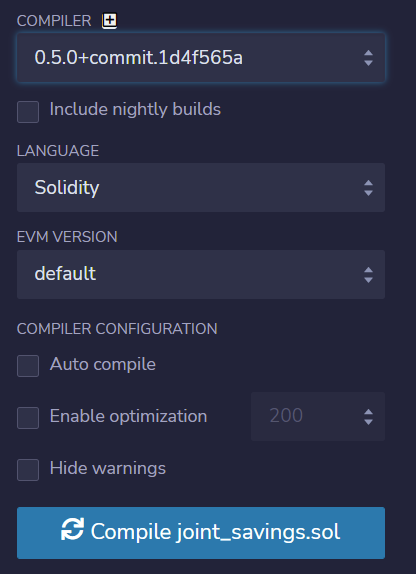 COMPILER
0.5.0+commit.1d4f565a
Include nightly builds
LANGUAGE
Solidity
EVM VERSION
default
COMPILER CONFIGURATION
Auto compile
Enable optimization 200
Hide warnings
Compile joint_savings.sol